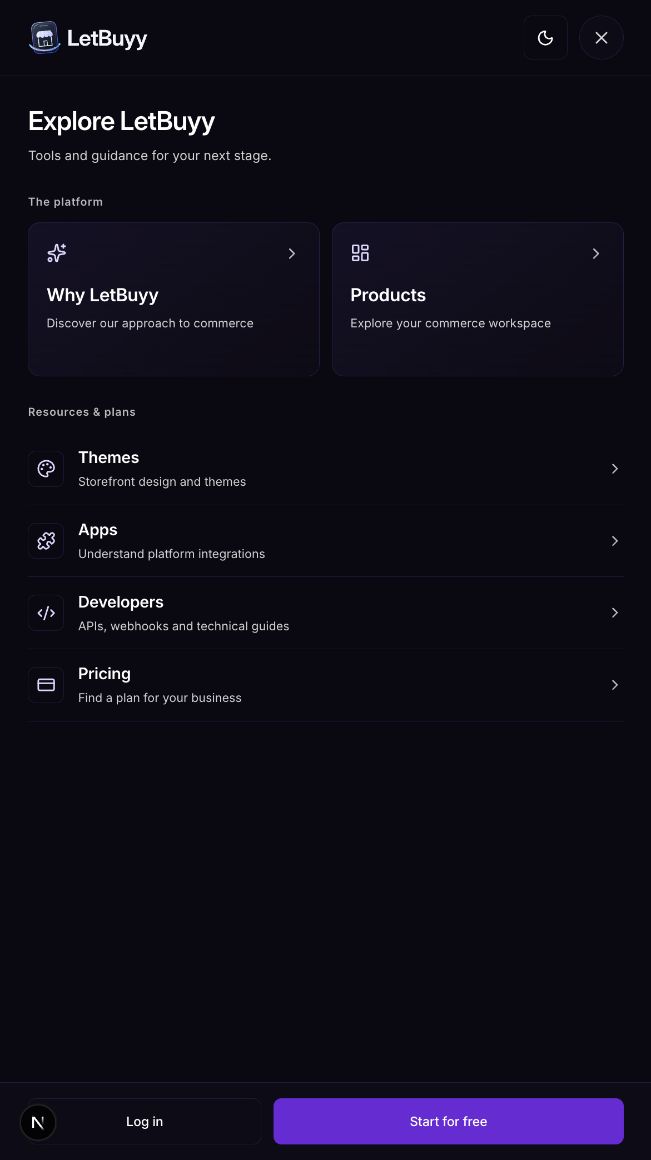 LetBuyy
Explore LetBuyy
Tools and guidance for your next stage.
The platform
Why LetBuyy
Discover our approach to commerce
Products
Explore your commerce workspace
Resources & plans
Themes
Storefront design and themes
Apps
Understand platform integrations
Developers
APIs, webhooks and technical guides
Pricing
Find a plan for your business
N
Log in
Start for free